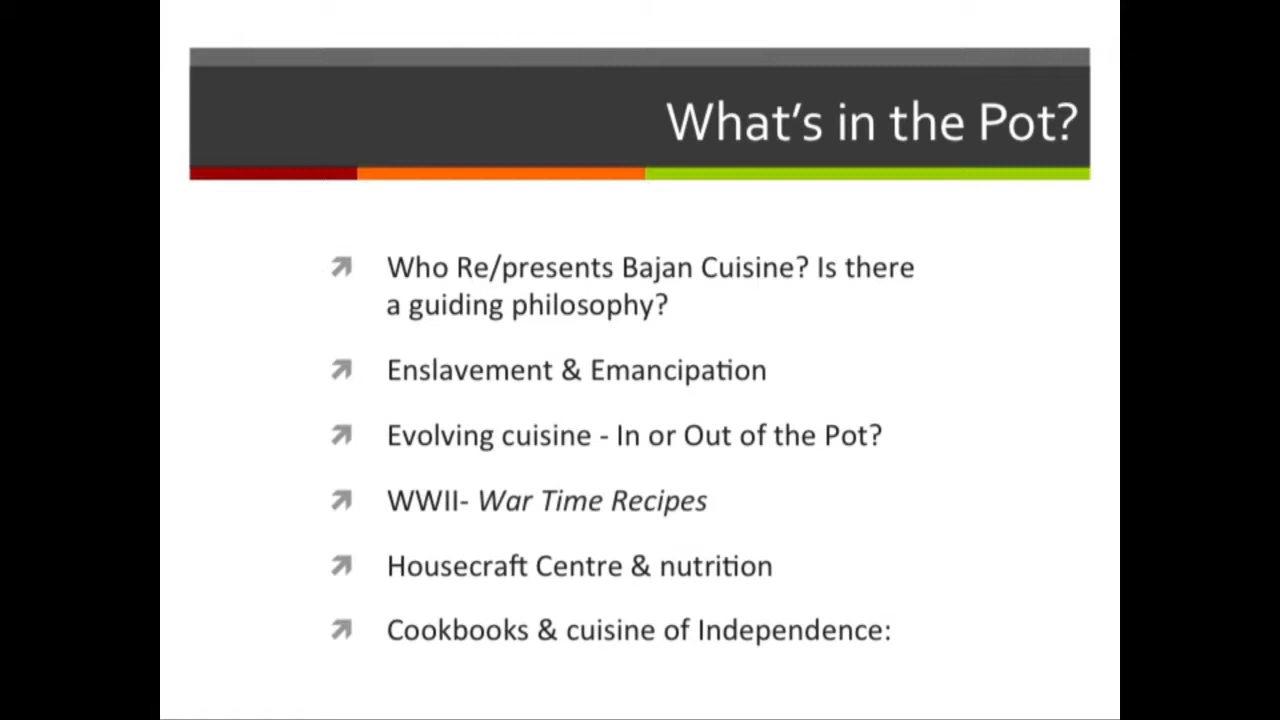 What's in the Pot?
Who Re/presents Bajan Cuisine? Is there
a guiding philosophy?
Enslavement & Emancipation
Evolving cuisine - In or Out of the Pot?
WWII- War Time Recipes
Housecraft Centre & nutrition
Cookbooks & cuisine of Independence: